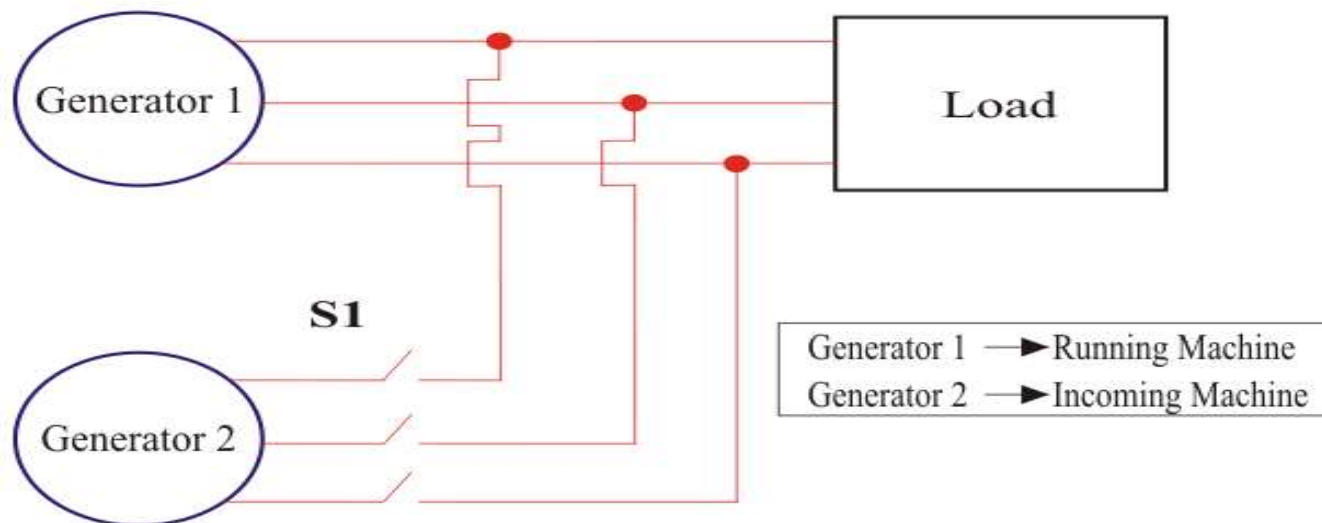 Generator 1
Load
S1
Generator 2
Generator 1 → Running Machine
Generator 2 → Incoming Machine